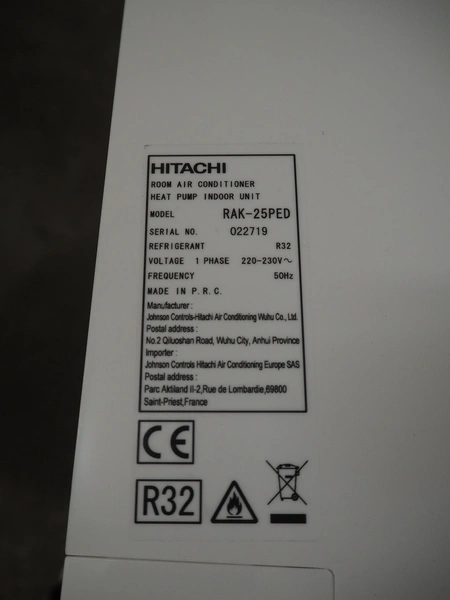 HITACHI
ROOM AIR CONDITIONER
HEAT PUMP INDOOR UNIT
MODEL RAK-25PED
SERIAL NO. 022719
REFRIGERANT R32
VOLTAGE 1 PHASE 220-230V～
FREQUENCY 50Hz
MADE IN P.R.C.
Manufacturer:
Johnson Controls-Hitachi Air Conditioning Wuhu Co., Ltd.
Postal address :
No.2 Qiluoshan Road, Wuhu City, Anhui Province
Importer :
Johnson Controls Hitachi Air Conditioning Europe SAS
Postal address :
Parc Aktiland II-2,Rue de Lombardie,69800
Saint-Priest,France
CE
R32